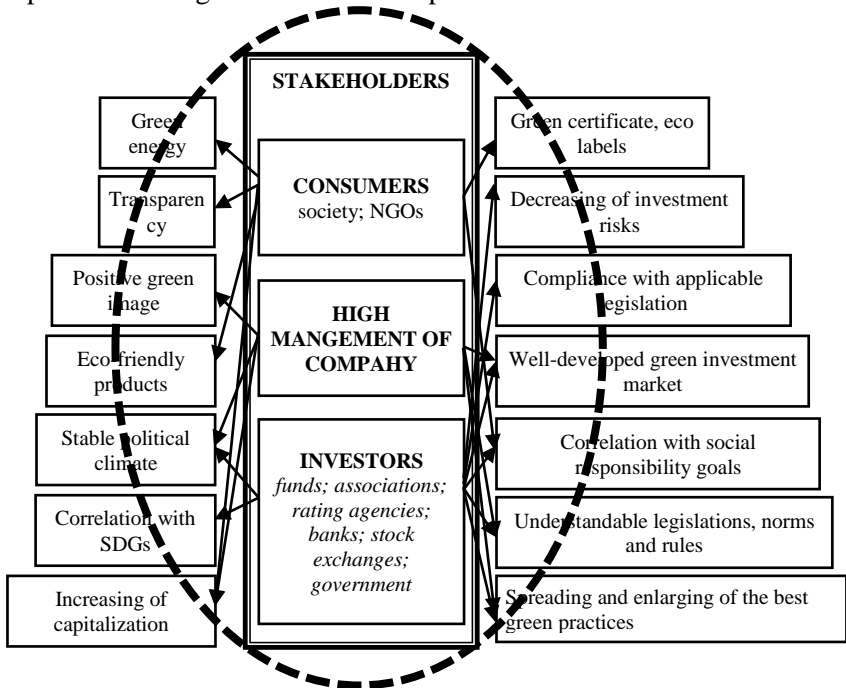 STAKEHOLDERS
Green
energy
Transparen
cy
Positive green
image
Eco-friendly
products
Stable political
climate
Correlation with
SDGs
Increasing of
capitalization
CONSUMERS
society; NGOs
HIGH
MANGEMENT OF
COMPAHY
INVESTORS
funds; associations;
rating agencies;
banks; stock
exchanges;
government
Green certificate, eco
labels
Decreasing of investment
risks
Compliance with applicable
legislation
Well-developed green investment
market
Correlation with social
responsibility goals
Understandable legislations, norms
and rules
Spreading and enlarging of the best
green practices